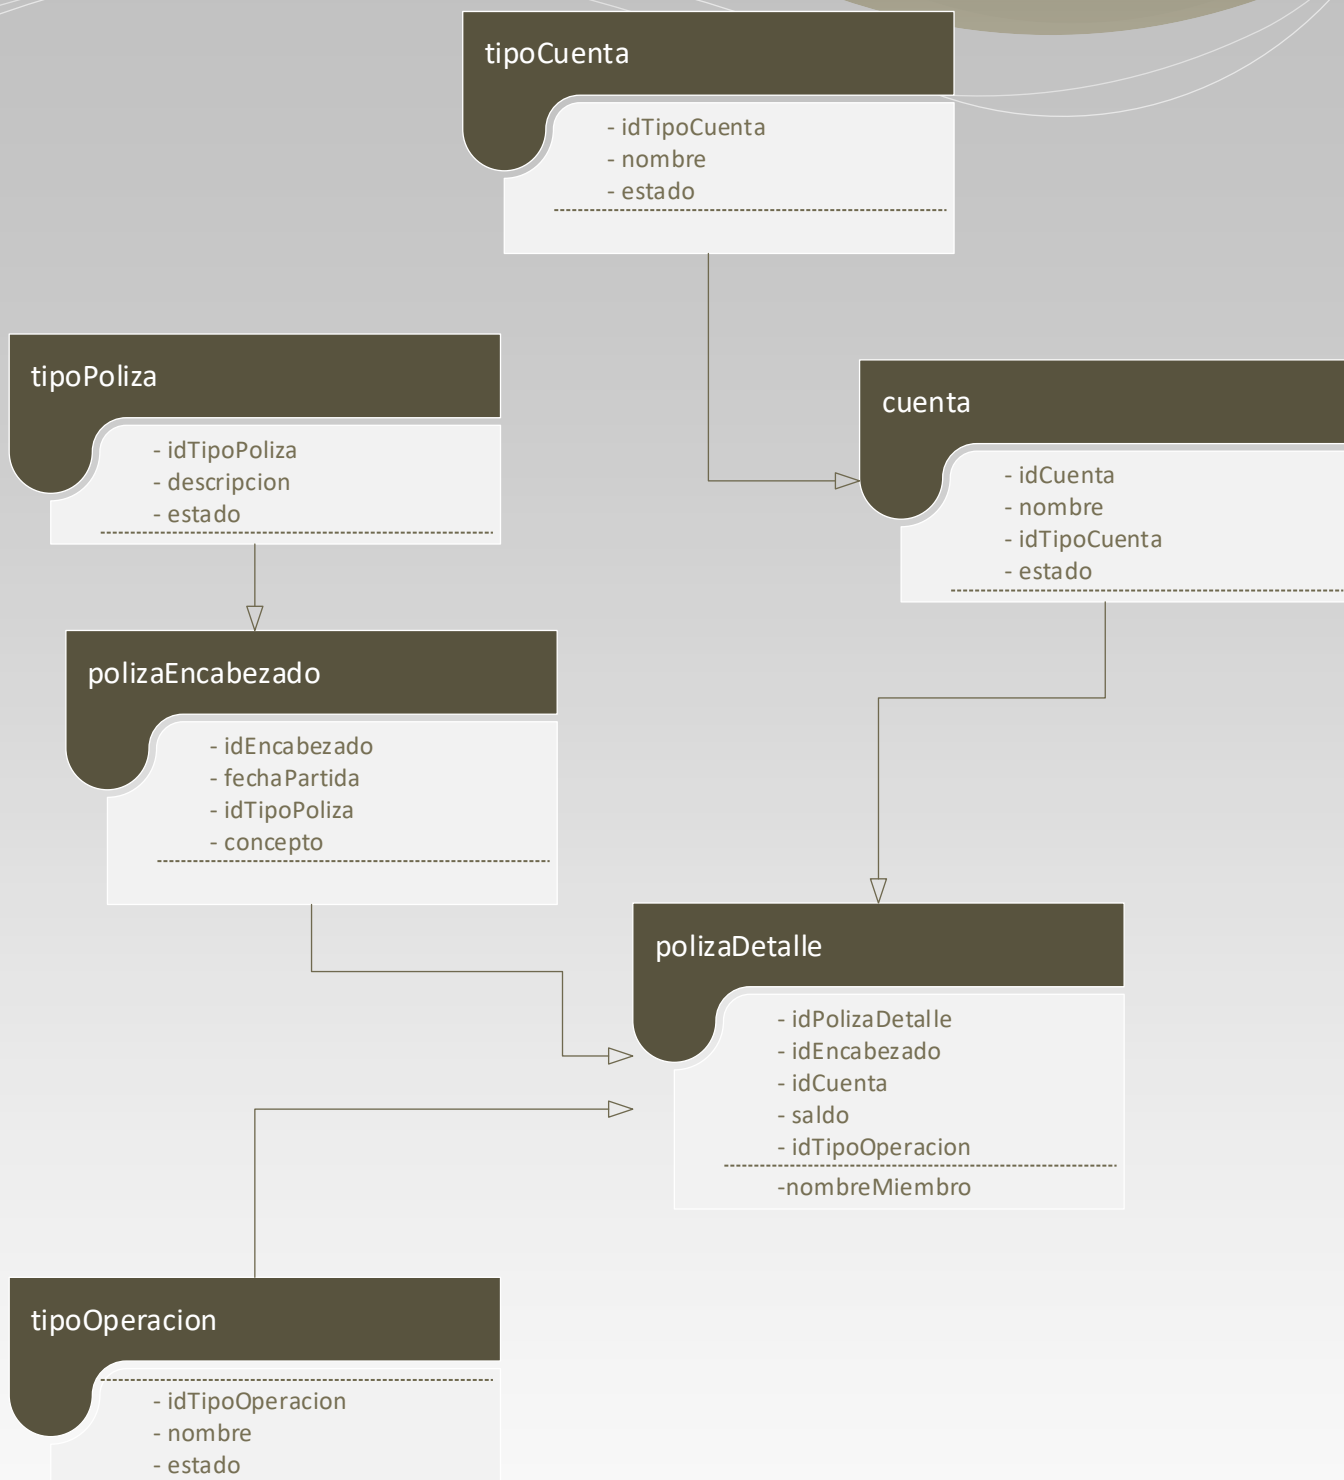 tipoCuenta
- idTipoCuenta
- nombre
- estado
tipoPoliza
- idTipoPoliza
- descripcion
- estado
cuenta
- idCuenta
- nombre
- idTipoCuenta
- estado
polizaEncabezado
- idEncabezado
- fechaPartida
- idTipoPoliza
- concepto
polizaDetalle
- idPolizaDetalle
- idEncabezado
- idCuenta
- saldo
- idTipoOperacion
-nombreMiembro
tipoOperacion
- idTipoOperacion
- nombre
- estado